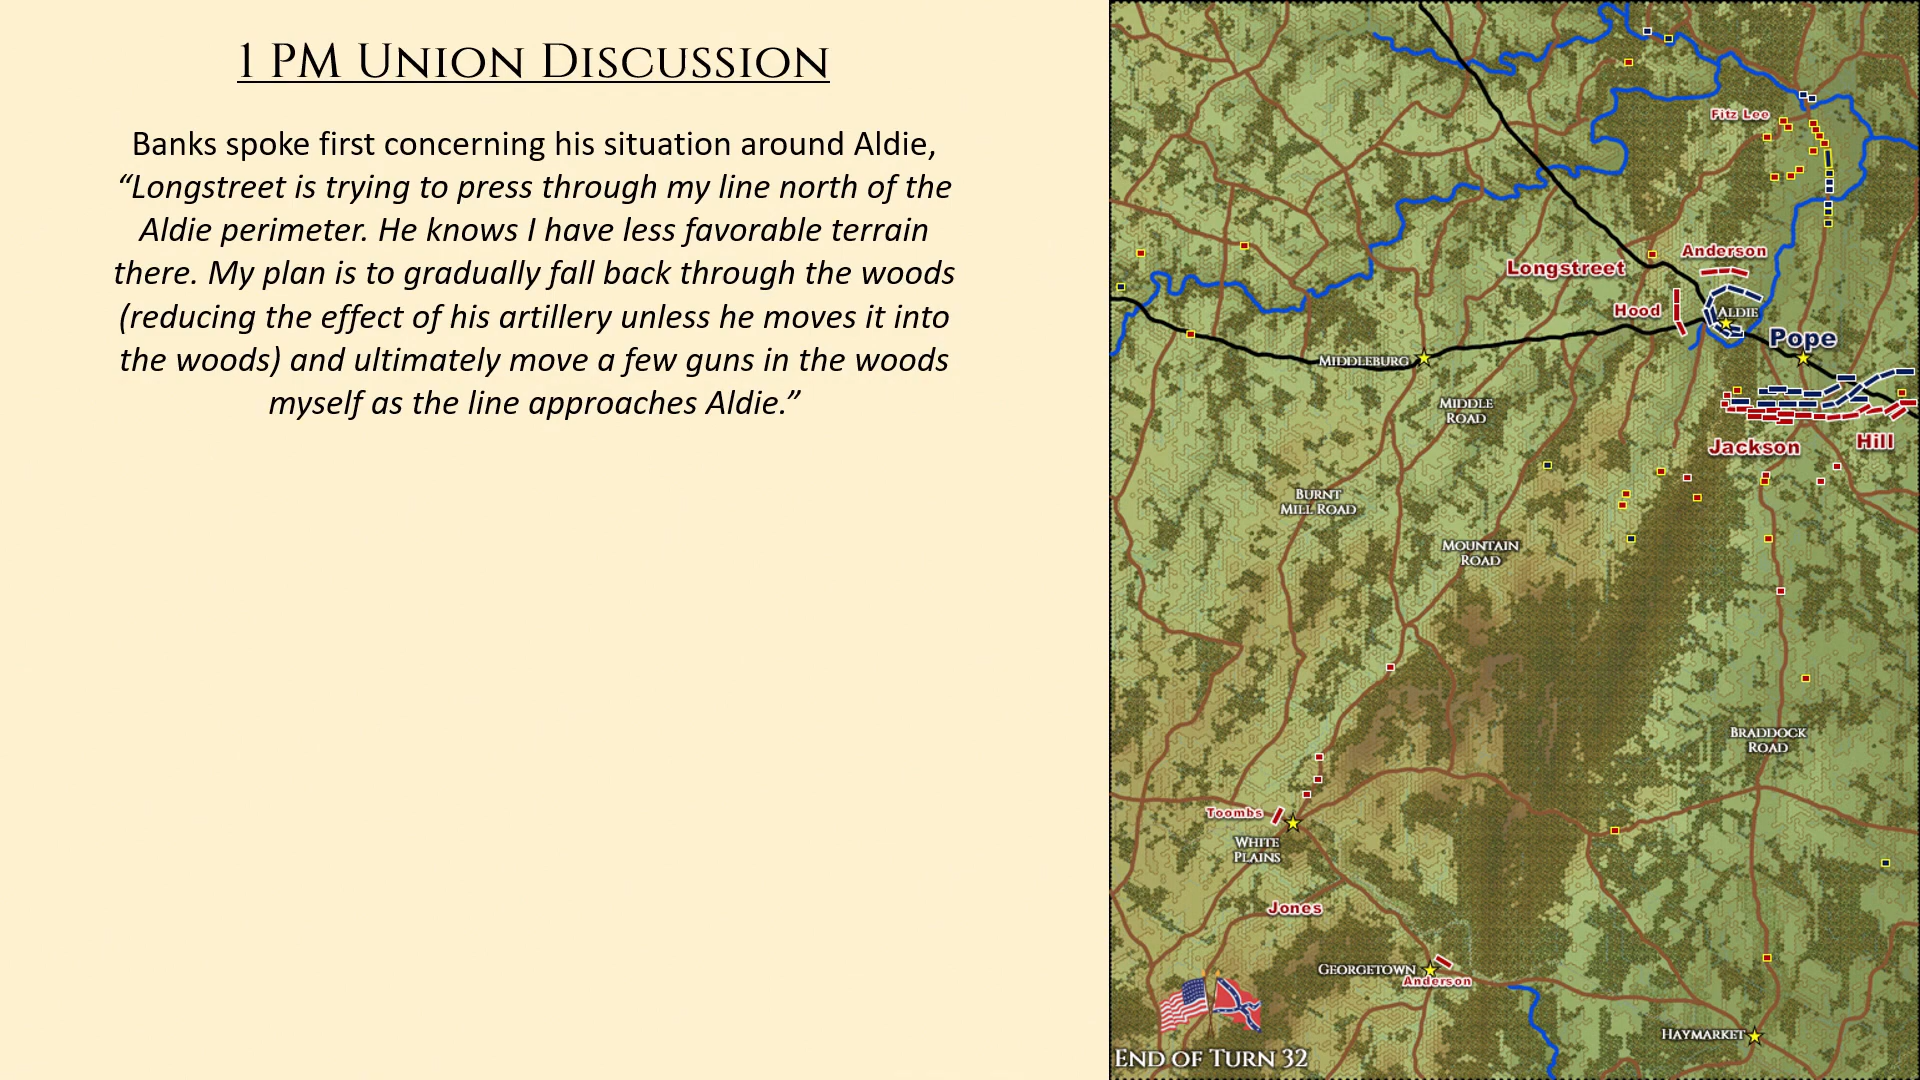 1 PM Union Discussion
Banks spoke first concerning his situation around Aldie,
“Longstreet is trying to press through my line north of the
Aldie perimeter. He knows I have less favorable terrain
there. My plan is to gradually fall back through the woods
(reducing the effect of his artillery unless he moves it into
the woods) and ultimately move a few guns in the woods
myself as the line approaches Aldie.”
Fitz Lee
Anderson
Longstreet
Hood
Aldie
Pope
Middleburg
Middle
Road
Jackson
Hill
Burnt
Mill Road
Mountain
Road
Braddock
Road
Toombs
White
Plains
Jones
Georgetown
Anderson
Haymarket
End of Turn 32